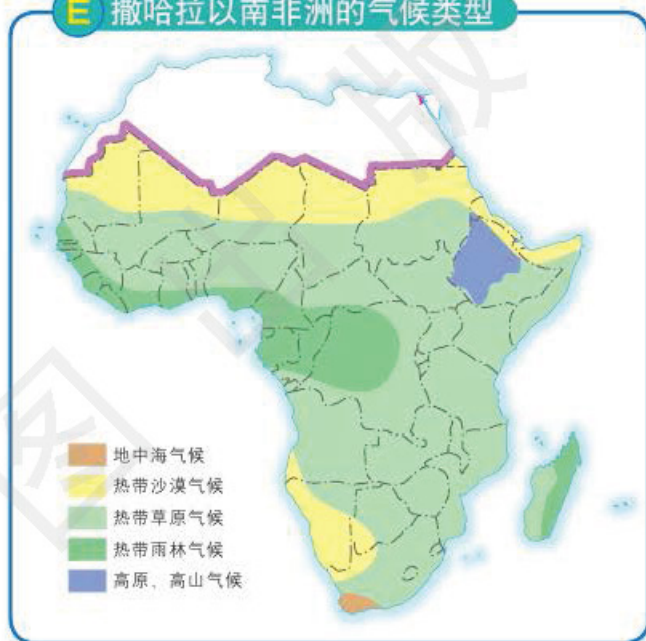 E 撒哈拉以南非洲的气候类型
地中海气候
热带沙漠气候
热带草原气候
热带雨林气候
高原、高山气候